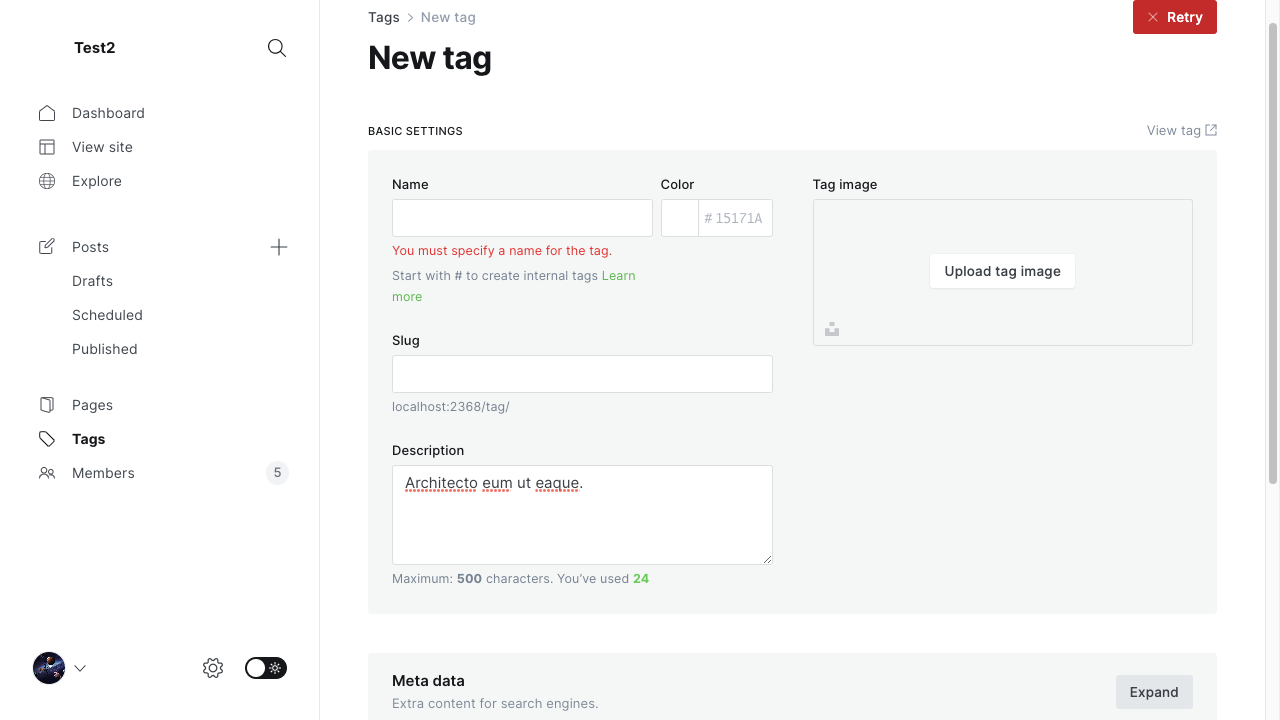 Test2
Dashboard
View site
Explore
Posts
Drafts
Scheduled
Published
Pages
Tags
Members 5
Tags > New tag
Retry
New tag
BASIC SETTINGS
View tag
Name
You must specify a name for the tag.
Start with # to create internal tags Learn
more
Color
# 15171A
Slug
localhost:2368/tag/
Description
Architecto eum ut eaque.
Maximum: 500 characters. You've used 24
Tag image
Upload tag image
Meta data
Extra content for search engines.
Expand